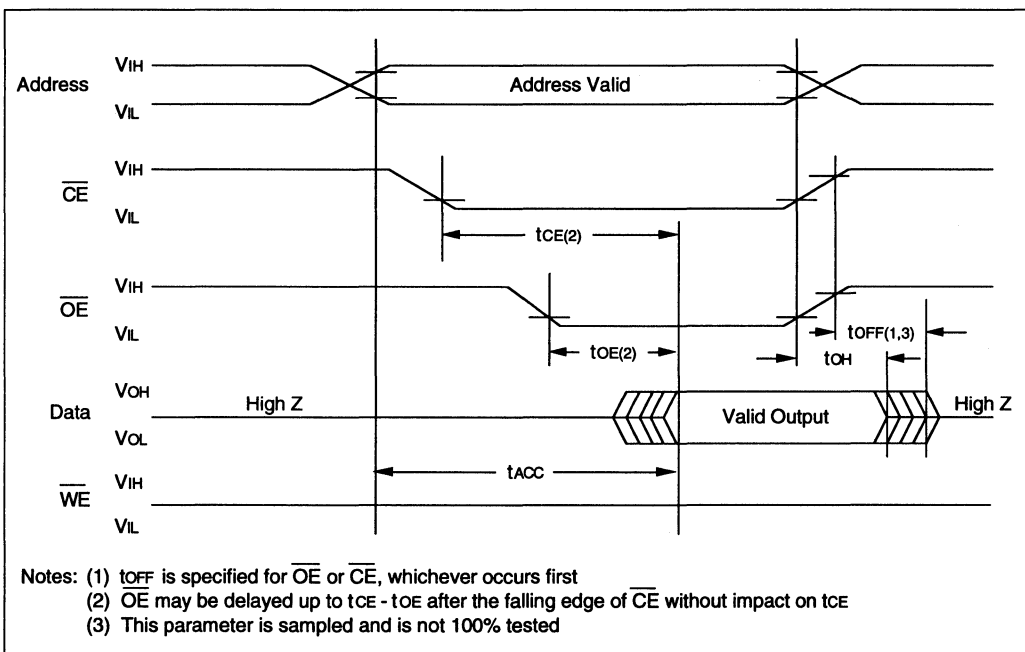 VIH
Address
Address Valid
VIL
VIH
CE
VIL
tCE(2)
VIH
OE
VIL
tOFF(1,3)
tOE(2)
tOH
VOH
High Z
Data
Valid Output
High Z
VOL
tACC
VIH
WE
VIL
Notes: (1) tOFF is specified for OE or CE, whichever occurs first
(2) OE may be delayed up to tCE - tOE after the falling edge of CE without impact on tCE
(3) This parameter is sampled and is not 100% tested